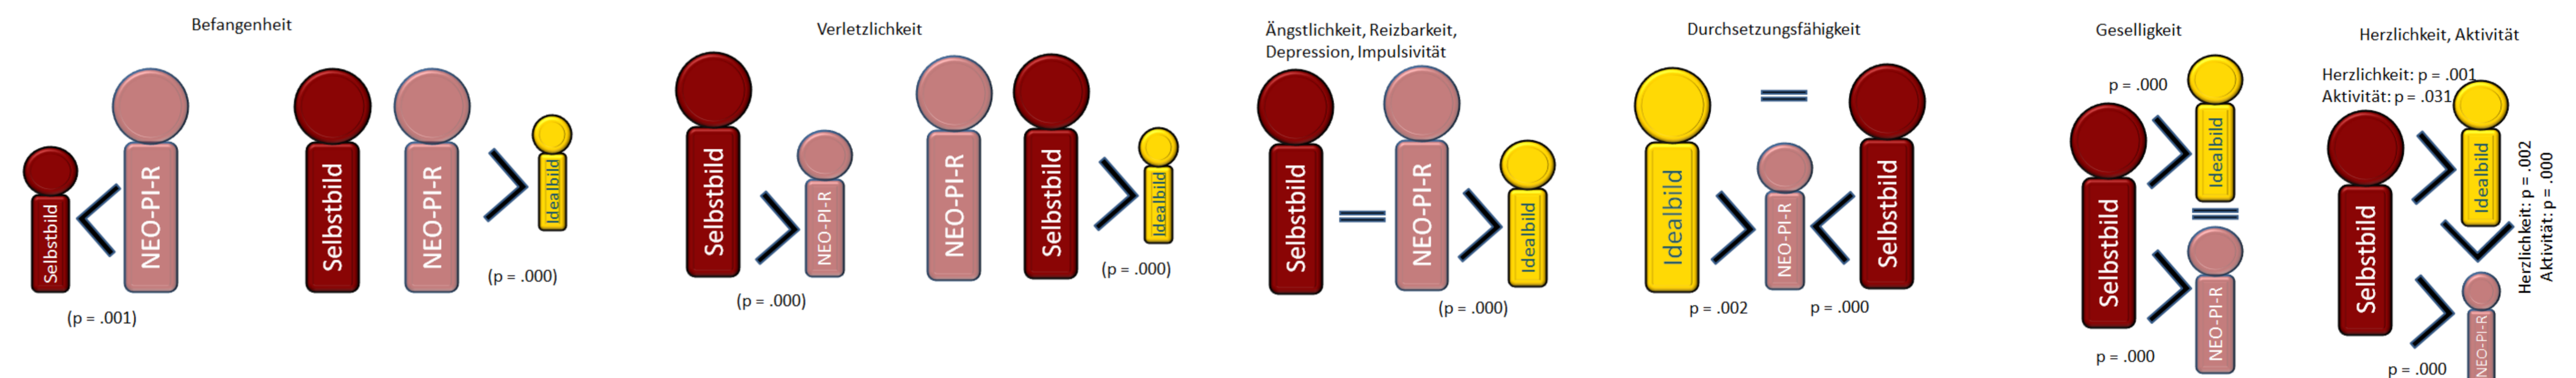 Befangenheit
Selbstbild
NEO-PI-R
(p = .001)
Selbstbild
NEO-PI-R
Idealbild
(p = .000)
Verletzlichkeit
Selbstbild
NEO-PI-R
(p = .000)
NEO-PI-R
Selbstbild
Idealbild
(p = .000)
Ängstlichkeit, Reizbarkeit,
Depression, Impulsivität
Selbstbild
NEO-PI-R
Idealbild
(p = .000)
Durchsetzungsfähigkeit
Idealbild
NEO-PI-R
Selbstbild
p = .002
p = .000
Geselligkeit
p = .000
Selbstbild
Idealbild
NEO-PI-R
p = .000
Herzlichkeit, Aktivität
Herzlichkeit: p = .001
Aktivität: p = .031
Selbstbild
Idealbild
NEO-PI-R
p = .000
Herzlichkeit: p = .002
Aktivität: p = .000